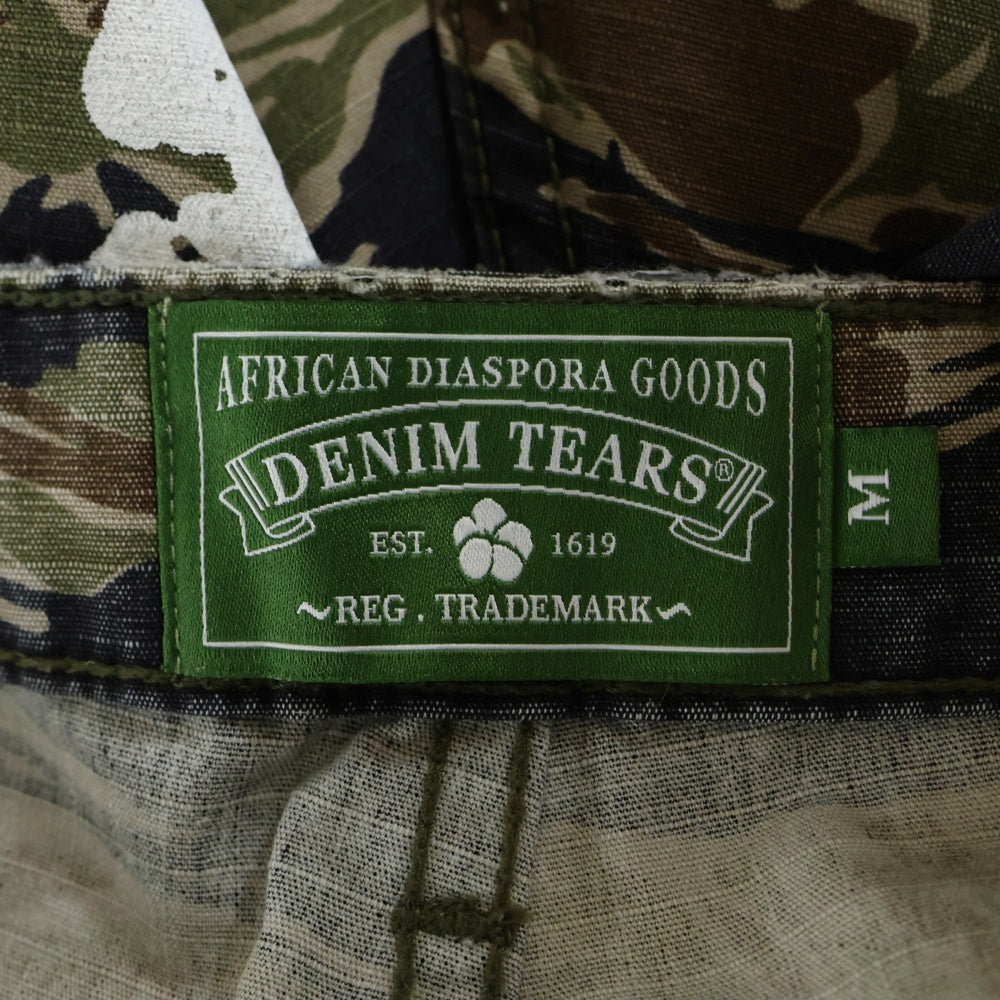 AFRICAN DIASPORA GOODS
DENIM TEARS®
EST. 1619
~REG . TRADEMARK~
M